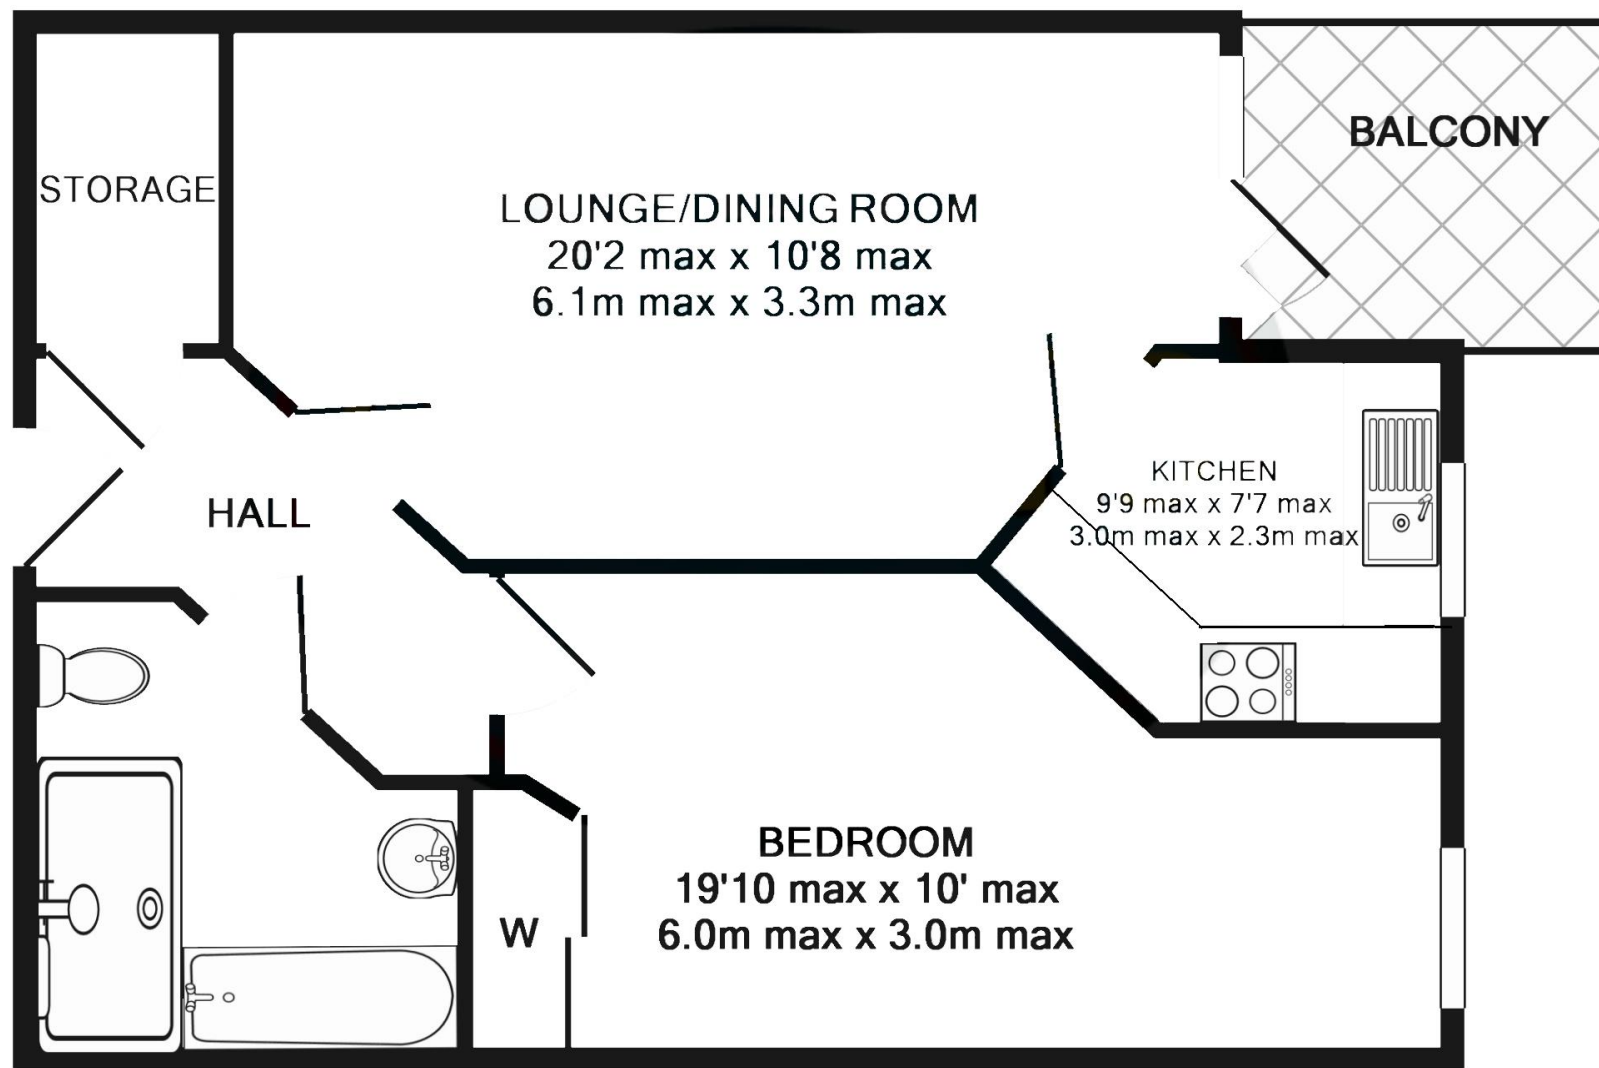 BALCONY
STORAGE
LOUNGE/DINING ROOM
20'2 max x 10'8 max
6.1m max x 3.3m max
KITCHEN
9'9 max x 7'7 max
3.0m max x 2.3m max
HALL
BEDROOM
19'10 max x 10' max
6.0m max x 3.0m max
W